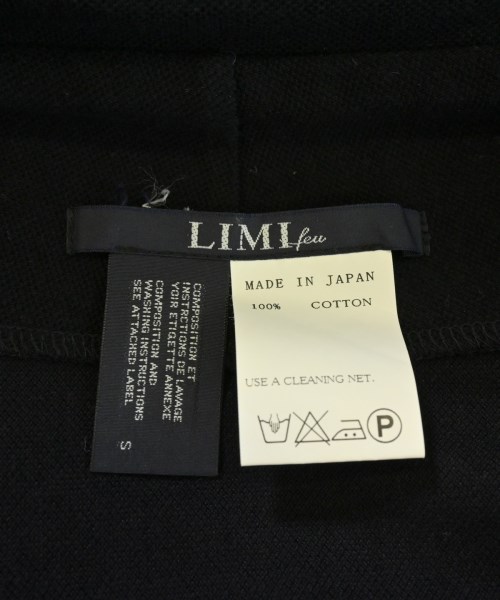 LIMI feu
COMPOSITION ET
INSTRUCTIONS DE LAVAGE
VOIR ETIQUETTE ANNEXE
COMPOSITION AND
WASHING INSTRUCTIONS
SEE ATTACHED LABEL
S
MADE IN JAPAN
100% COTTON
USE A CLEANING NET.
P